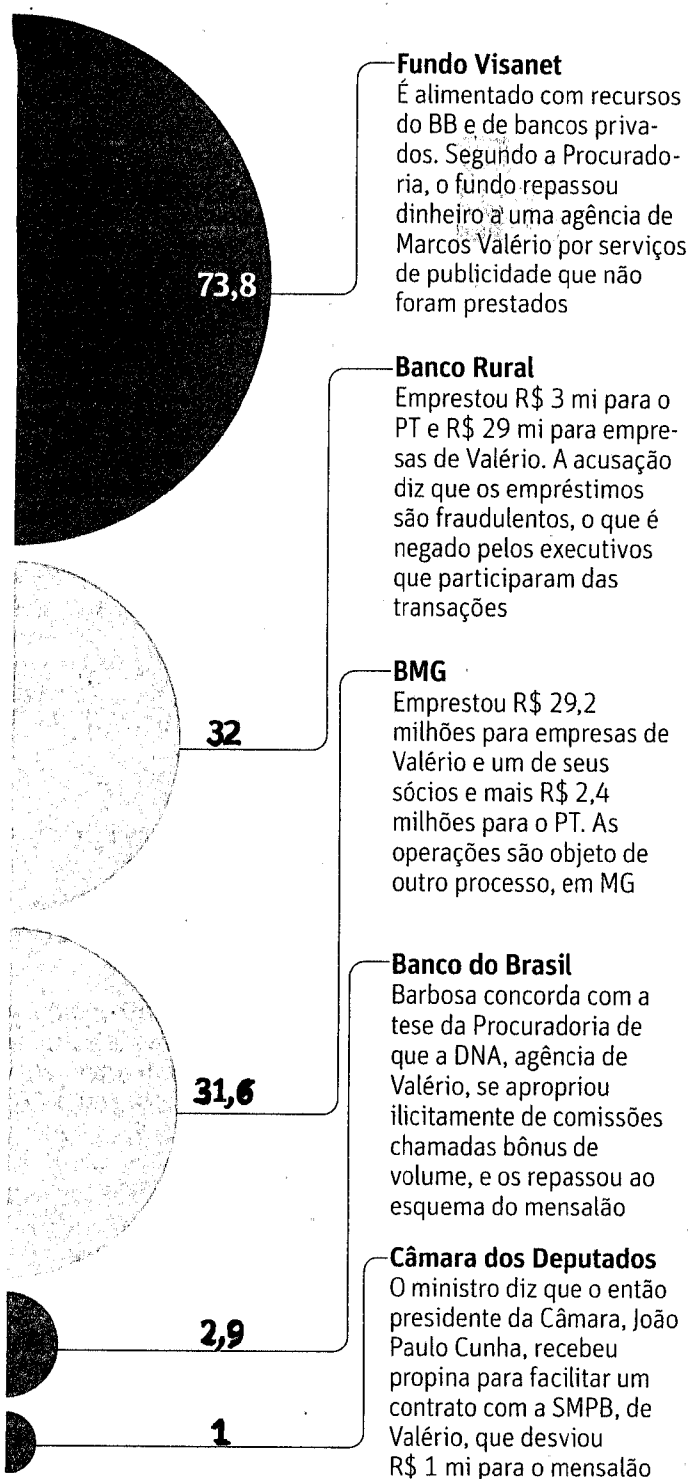 Fundo Visanet
É alimentado com recursos
do BB e de bancos priva-
dos. Segundo a Procurado-
ria, o fundo repassou
dinheiro a uma agência de
Marcos Valério por serviços
de publicidade que não
foram prestados
73,8
Banco Rural
Emprestou R$ 3 mi para o
PT e R$ 29 mi para empre-
sas de Valério. A acusação
diz que os empréstimos
são fraudulentos, o que é
negado pelos executivos
que participaram das
transações
32
BMG
Emprestou R$ 29,2
milhões para empresas de
Valério e um de seus
sócios e mais R$ 2,4
milhões para o PT. As
operações são objeto de
outro processo, em MG
31,6
Banco do Brasil
Barbosa concorda com a
tese da Procuradoria de
que a DNA, agência de
Valério, se apropriou
ilicitamente de comissões
chamadas bônus de
volume, e os repassou ao
esquema do mensalão
2,9
Câmara dos Deputados
O ministro diz que o então
presidente da Câmara, João
Paulo Cunha, recebeu
propina para facilitar um
contrato com a SMPB, de
Valério, que desviou
R$ 1 mi para o mensalão
1